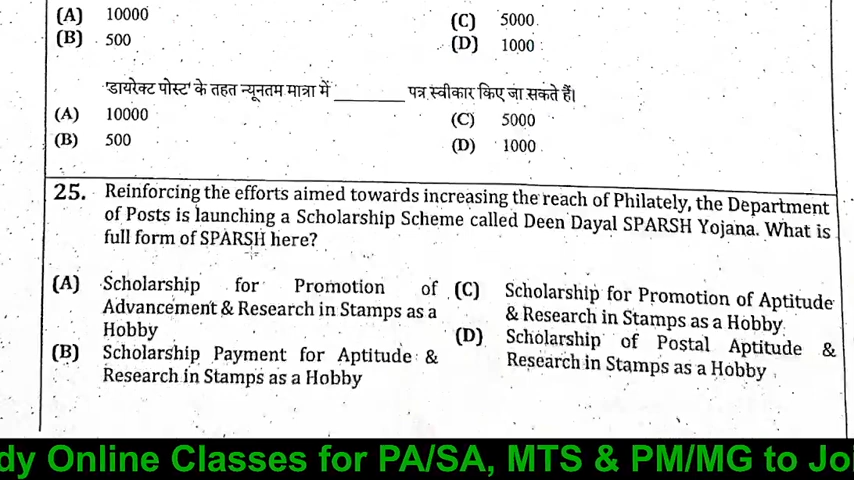 (A) 10000 (C) 5000
(B) 500 (D) 1000
'डायरेक्ट पोस्ट' के तहत न्यूनतम मात्रा में ________ पत्र स्वीकार किए जा सकते हैं।
(A) 10000 (C) 5000
(B) 500 (D) 1000
25. Reinforcing the efforts aimed towards increasing the reach of Philately, the Department
of Posts is launching a Scholarship Scheme called Deen Dayal SPARSH Yojana. What is
full form of SPARSH here?
(A) Scholarship for Promotion of
Advancement & Research in Stamps as a
Hobby
(B) Scholarship Payment for Aptitude &
Research in Stamps as a Hobby
(C) Scholarship for Promotion of Aptitude
& Research in Stamps as a Hobby
(D) Scholarship of Postal Aptitude &
Research in Stamps as a Hobby
dy Online Classes for PA/SA, MTS & PM/MG to Joi